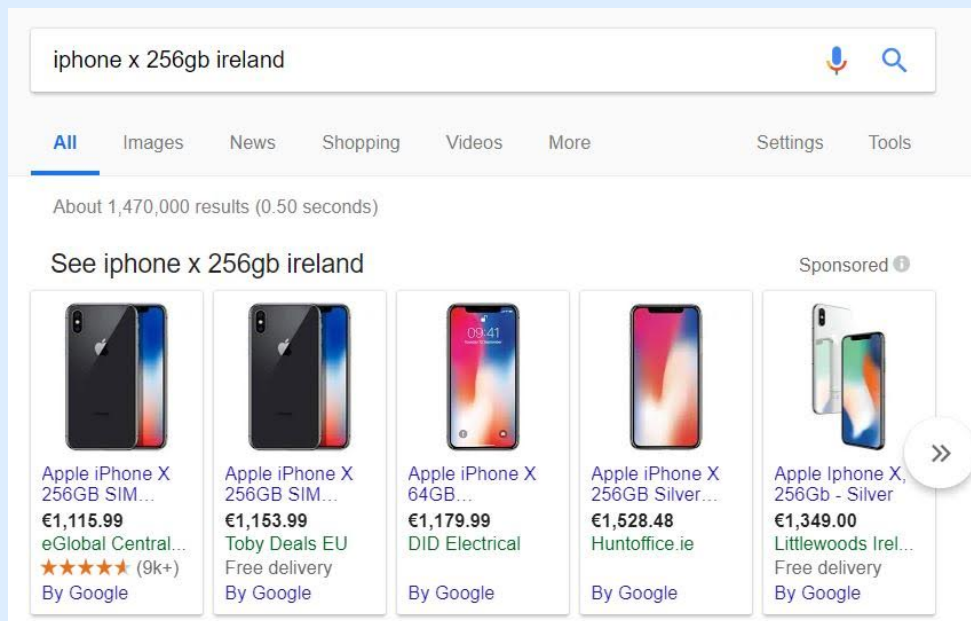 iphone x 256gb ireland
All Images News Shopping Videos More Settings Tools
About 1,470,000 results (0.50 seconds)
See iphone x 256gb ireland Sponsored
09:41
Apple iPhone X
256GB SIM...
€1,115.99
eGlobal Central...
(9k+)
By Google
Apple iPhone X
256GB SIM...
€1,153.99
Toby Deals EU
Free delivery
By Google
Apple iPhone X
64GB...
€1,179.99
DID Electrical
By Google
Apple iPhone X
256GB Silver...
€1,528.48
Huntoffice.ie
By Google
Apple Iphone X,
256Gb - Silver
€1,349.00
Littlewoods Irel...
Free delivery
By Google